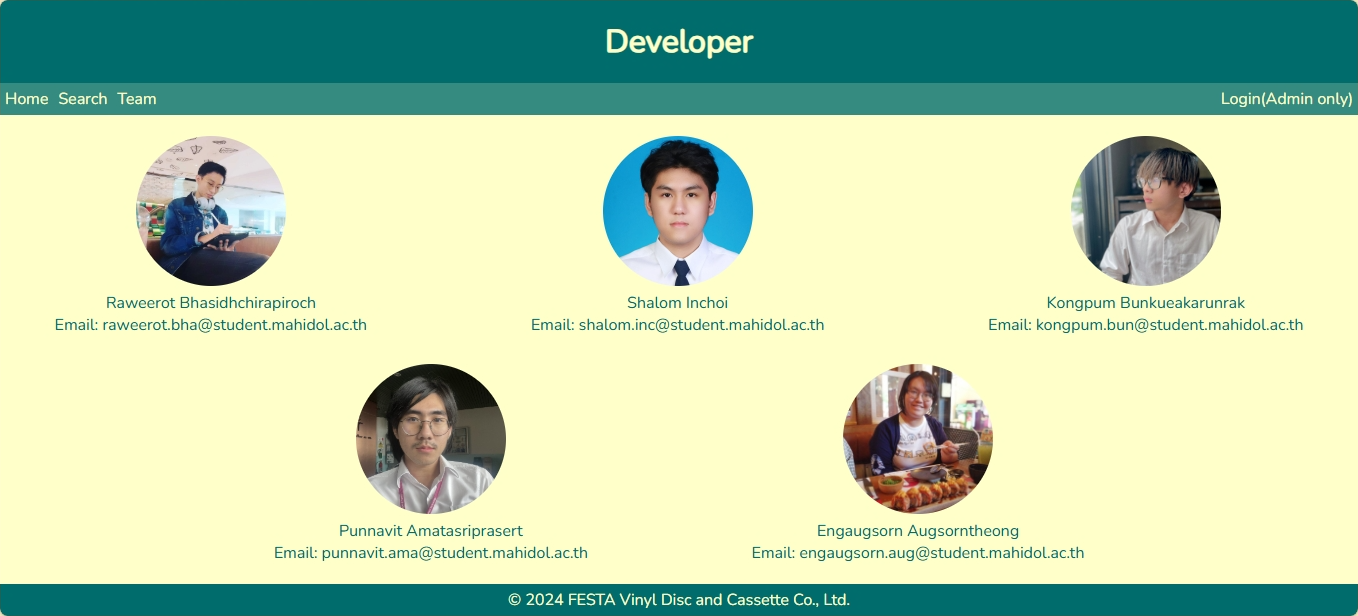 Developer
Home Search Team Login(Admin only)
Raweerot Bhasidhchirapiroch
Email: raweerot.bha@student.mahidol.ac.th
Shalom Inchoi
Email: shalom.inc@student.mahidol.ac.th
Kongpum Bunkueakarunrak
Email: kongpum.bun@student.mahidol.ac.th
Punnavit Amatasriprasert
Email: punnavit.ama@student.mahidol.ac.th
Engaugsorn Augsorntheong
Email: engaugsorn.aug@student.mahidol.ac.th
© 2024 FESTA Vinyl Disc and Cassette Co., Ltd.